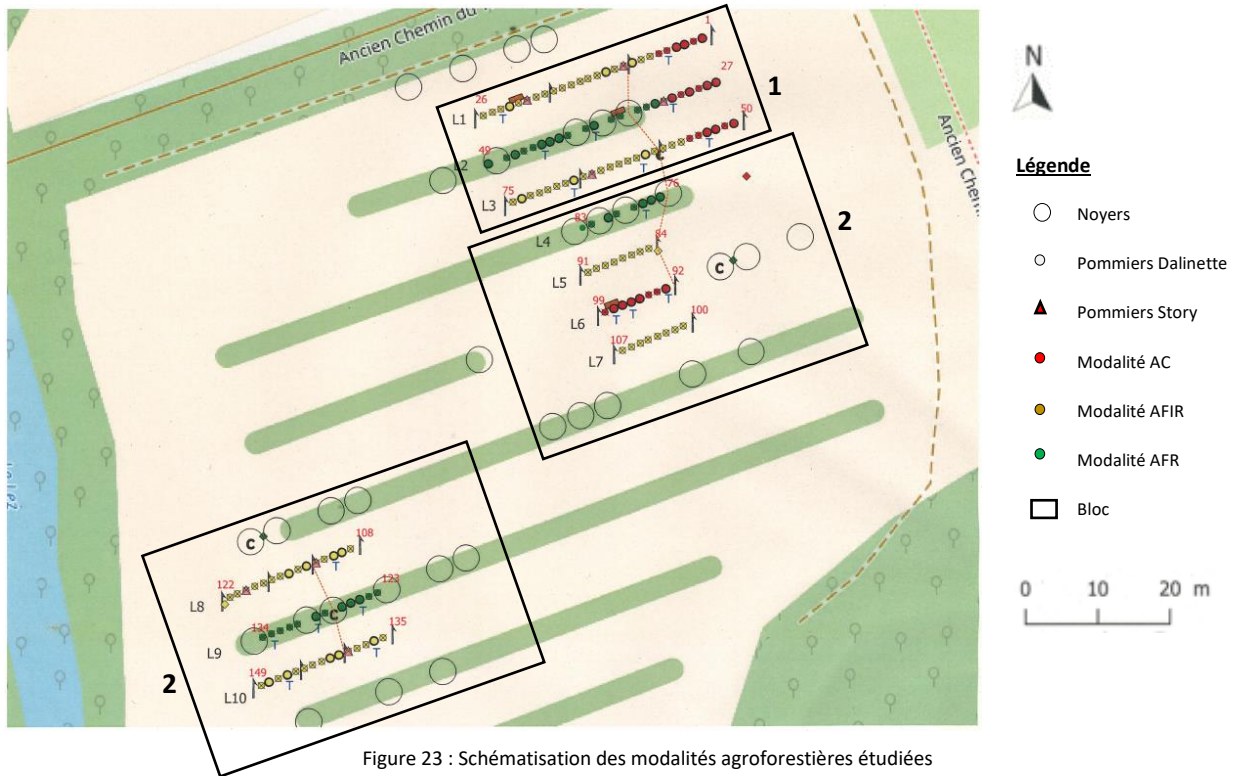 Ancien Chemin du
1
1
27
26
L1
50
49
L2
75
L3
76
2
83
L4
84
91
L5
92
99
L6
100
107
L7
C
C
C
108
122
L8
123
134
C
L9
135
149
L10
2
T
Ancien Chemin
N
Légende
Noyers
Pommiers Dalinette
Pommiers Story
Modalité AC
Modalité AFIR
Modalité AFR
Bloc
0 10 20 m
Figure 23 : Schématisation des modalités agroforestières étudiées